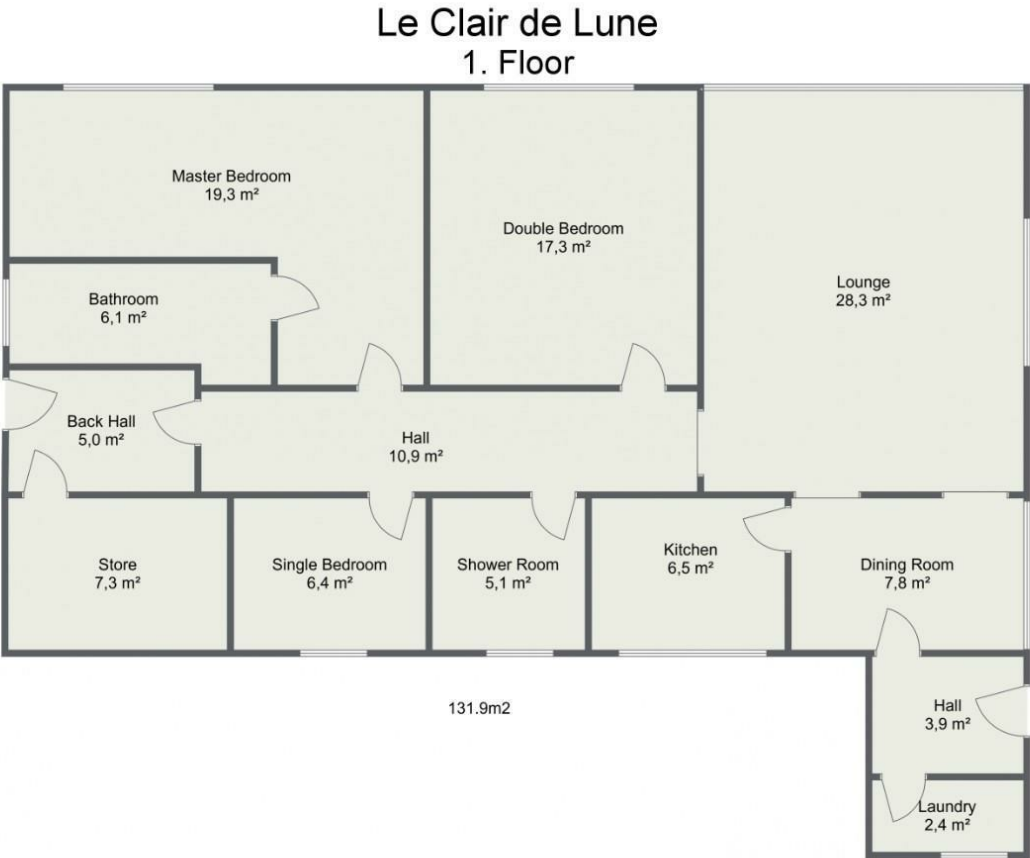 Le Clair de Lune
1. Floor
Master Bedroom
19,3 m²
Double Bedroom
17,3 m²
Lounge
28,3 m²
Bathroom
6,1 m²
Back Hall
5,0 m²
Hall
10,9 m²
Store
7,3 m²
Single Bedroom
6,4 m²
Shower Room
5,1 m²
Kitchen
6,5 m²
Dining Room
7,8 m²
131.9m2
Hall
3,9 m²
Laundry
2,4 m²